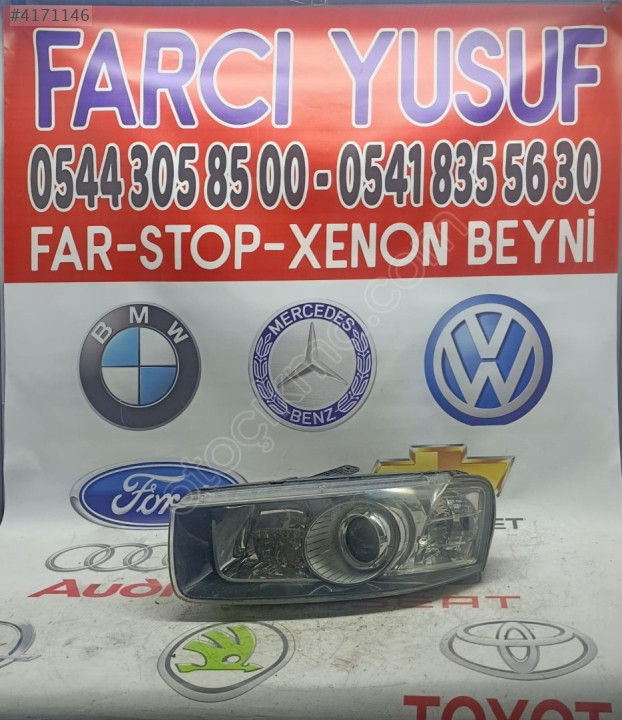 #4171146
FARCI YUSUF
0544 305 85 00 - 0541 835 56 30
FAR-STOP-XENON BEYNİ
BMW
MERCEDES
BENZ
Ford
Audi
SEAT
TOYOT